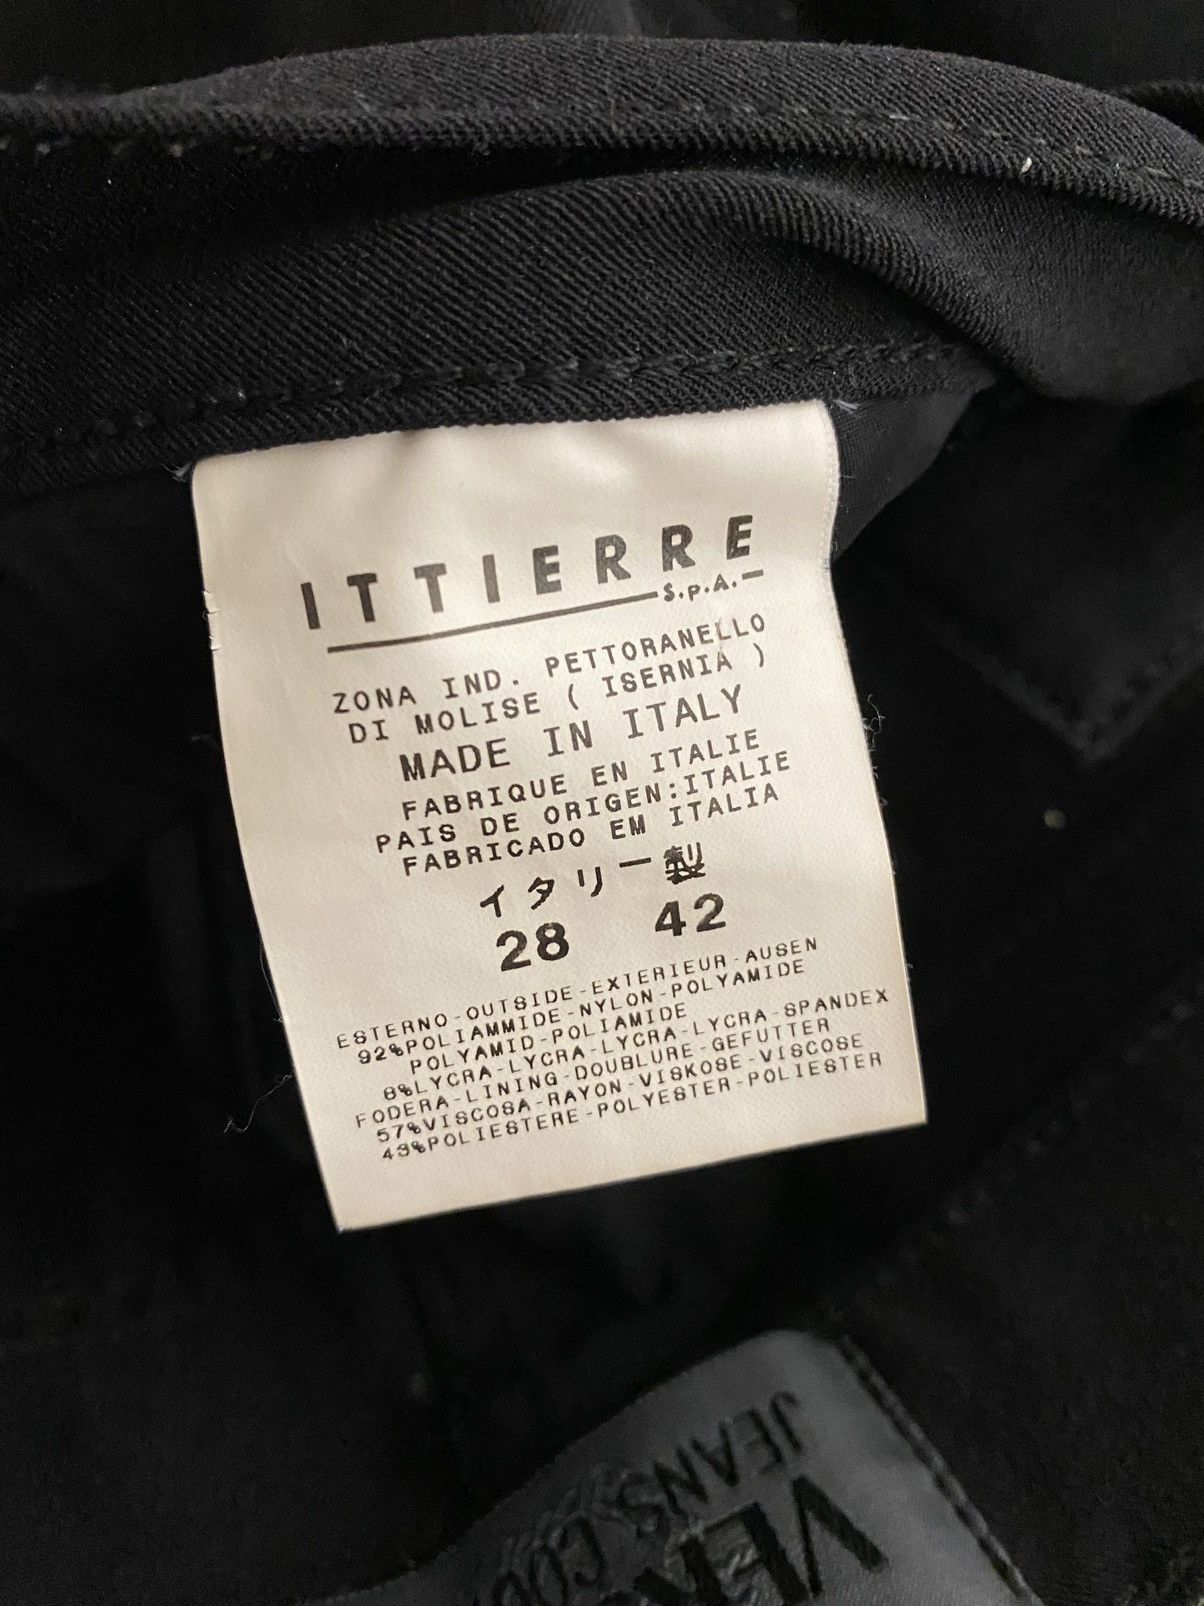 ITTIERRE
S.p.A.
ZONA IND. PETTORANELLO
DI MOLISE ( ISERNIA )
MADE IN ITALY
FABRIQUE EN ITALIE
PAIS DE ORIGEN:ITALIE
FABRICADO EM ITALIA
イタリー製
28 42
ESTERNO-OUTSIDE-EXTERIEUR-AUSEN
92%POLIAMMIDE-NYLON-POLYAMIDE
POLYAMID-POLIAMIDE
8%LYCRA-LYCRA-LYCRA-SPANDEX
FODERA-LINING-DOUBLURE-GEFUTTER
57%VISCOSA-RAYON-VISKOSE-VISCOSE
43%POLIESTERE-POLYESTER-POLIESTER
JEANS